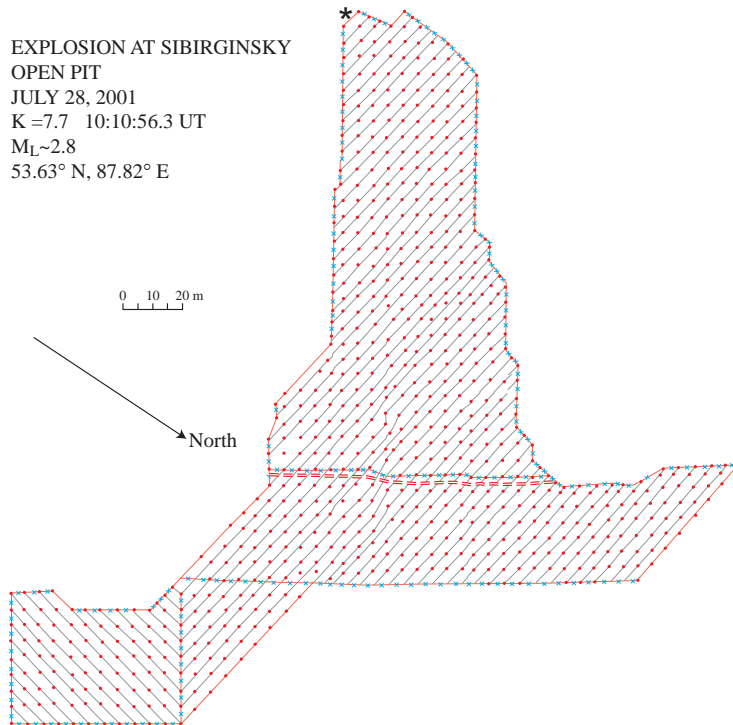 *
EXPLOSION AT SIBIRGINSKY
OPEN PIT
JULY 28, 2001
K =7.7 10:10:56.3 UT
ML~2.8
53.63° N, 87.82° E
0 10 20 m
North